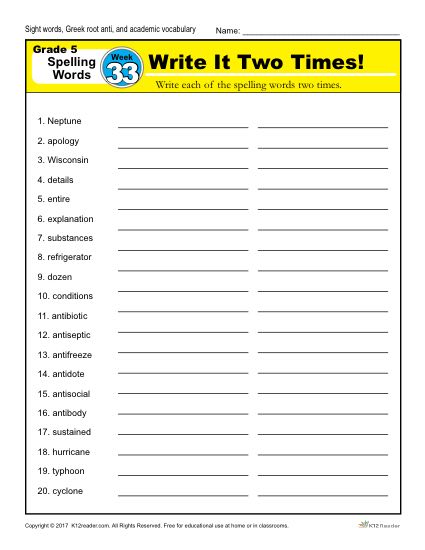 Sight words, Greek root anti, and academic vocabulary
Name:
Grade 5
Spelling
Words
Week
33
Write It Two Times!
Write each of the spelling words two times.
1. Neptune
2. apology
3. Wisconsin
4. details
5. entire
6. explanation
7. substances
8. refrigerator
9. dozen
10. conditions
11. antibiotic
12. antiseptic
13. antifreeze
14. antidote
15. antisocial
16. antibody
17. sustained
18. hurricane
19. typhoon
20. cyclone
Copyright © 2017 K12reader.com. All Rights Reserved. Free for educational use at home or in classrooms.
K12Reader